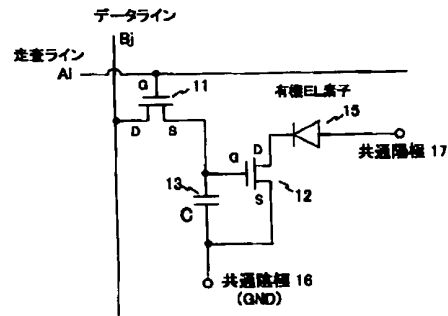 データライン
Bj
走査ライン
Ai
G
11
D
S
有機EL素子
15
共通陽極 17
G
D
S
12
13
C
共通陰極 16
(GND)